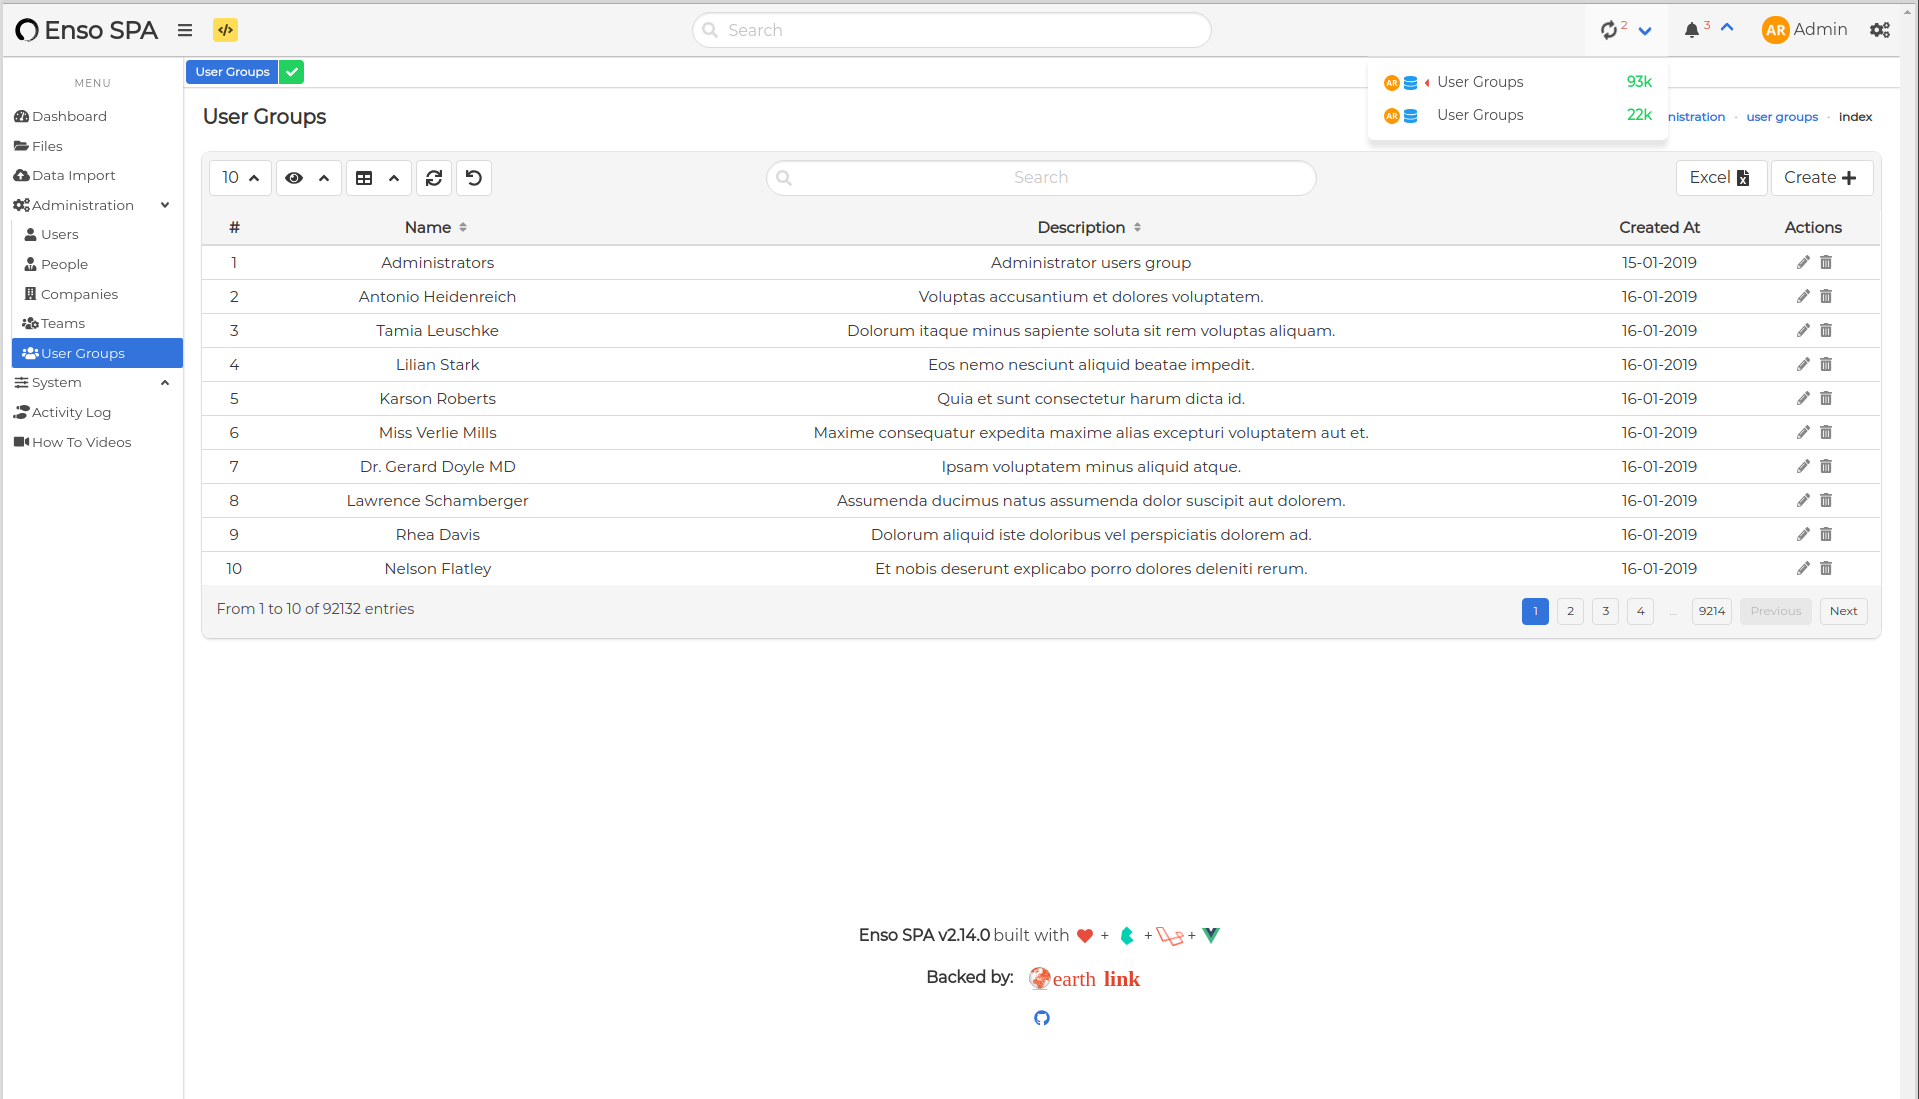 Enso SPA
Search
2
3
AR Admin
User Groups
MENU
Dashboard
Files
Data Import
Administration
Users
People
Companies
Teams
User Groups
System
Activity Log
How To Videos
AR User Groups 93k
AR User Groups 22k
User Groups
nistration · user groups · index
10
Search
Excel
Create
# Name Description Created At Actions
1 Administrators Administrator users group 15-01-2019
2 Antonio Heidenreich Voluptas accusantium et dolores voluptatem. 16-01-2019
3 Tamia Leuschke Dolorum itaque minus sapiente soluta sit rem voluptas aliquam. 16-01-2019
4 Lilian Stark Eos nemo nesciunt aliquid beatae impedit. 16-01-2019
5 Karson Roberts Quia et sunt consectetur harum dicta id. 16-01-2019
6 Miss Verlie Mills Maxime consequatur expedita maxime alias excepturi voluptatem aut et. 16-01-2019
7 Dr. Gerard Doyle MD Ipsam voluptatem minus aliquid atque. 16-01-2019
8 Lawrence Schamberger Assumenda ducimus natus assumenda dolor suscipit aut dolorem. 16-01-2019
9 Rhea Davis Dolorum aliquid iste doloribus vel perspiciatis dolorem ad. 16-01-2019
10 Nelson Flatley Et nobis deserunt explicabo porro dolores deleniti rerum. 16-01-2019
From 1 to 10 of 92132 entries
1 2 3 4 ... 9214 Previous Next
Enso SPA v2.14.0 built with + + +
Backed by: earth link